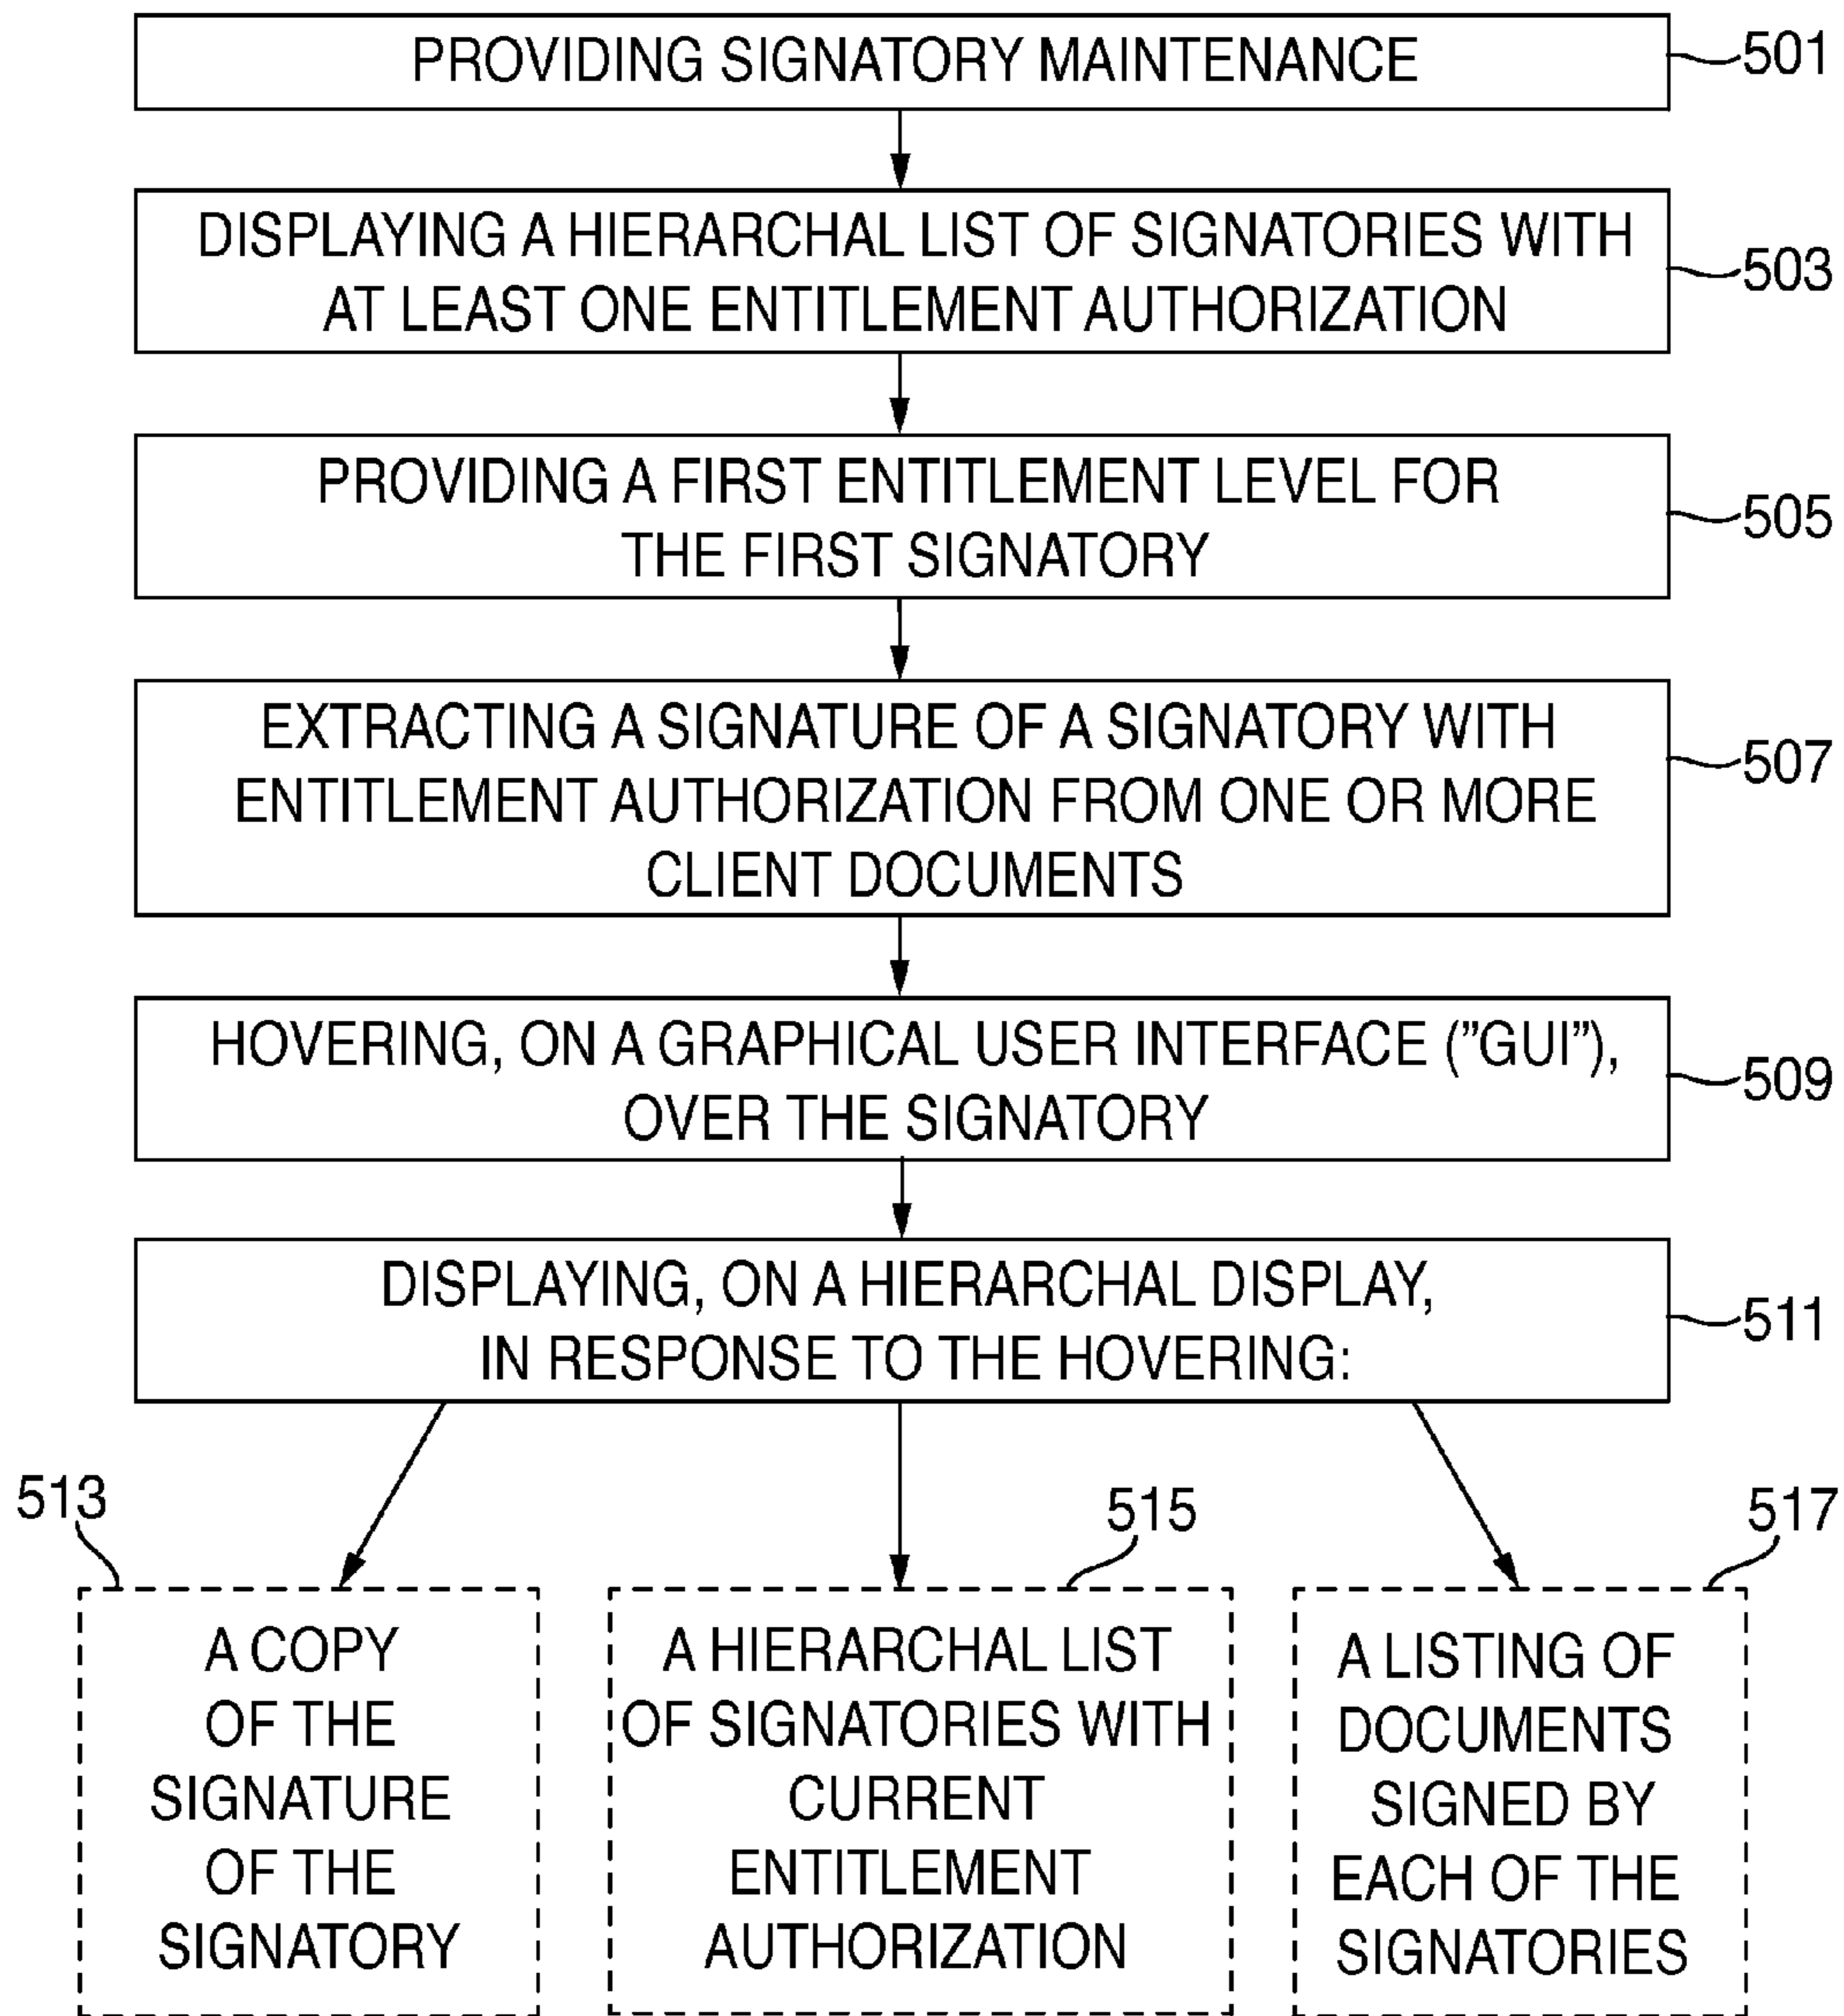 PROVIDING SIGNATORY MAINTENANCE
501
DISPLAYING A HIERARCHAL LIST OF SIGNATORIES WITH
AT LEAST ONE ENTITLEMENT AUTHORIZATION
503
PROVIDING A FIRST ENTITLEMENT LEVEL FOR
THE FIRST SIGNATORY
505
EXTRACTING A SIGNATURE OF A SIGNATORY WITH
ENTITLEMENT AUTHORIZATION FROM ONE OR MORE
CLIENT DOCUMENTS
507
HOVERING, ON A GRAPHICAL USER INTERFACE (”GUI”),
OVER THE SIGNATORY
509
DISPLAYING, ON A HIERARCHAL DISPLAY,
IN RESPONSE TO THE HOVERING:
511
513
A COPY
OF THE
SIGNATURE
OF THE
SIGNATORY
515
A HIERARCHAL LIST
OF SIGNATORIES WITH
CURRENT
ENTITLEMENT
AUTHORIZATION
517
A LISTING OF
DOCUMENTS
SIGNED BY
EACH OF THE
SIGNATORIES